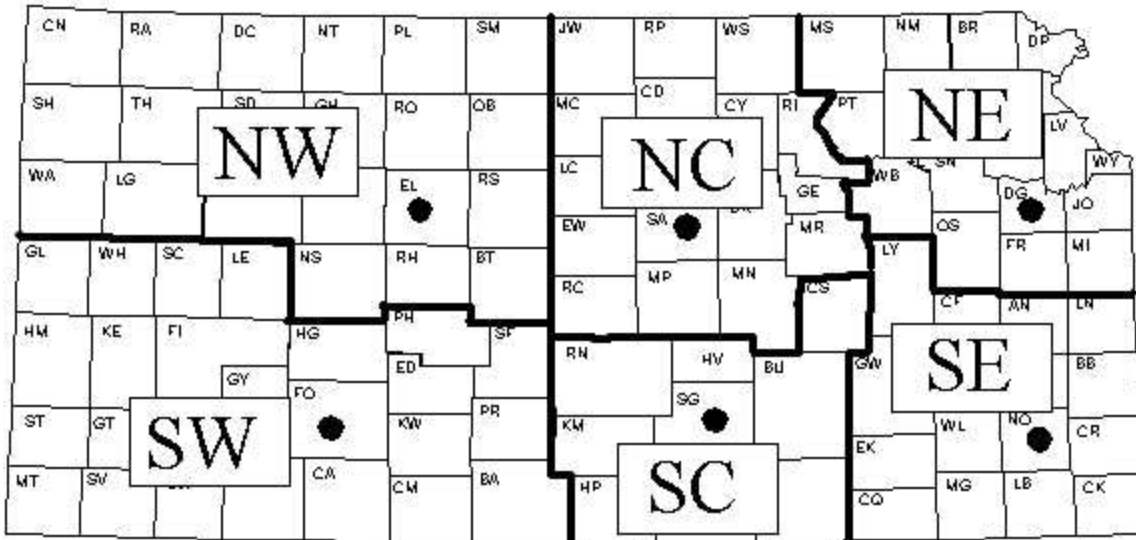 CN RA DC NT PL SM JW RP WS MS NM BR DP
SH TH SD GH RO OB MC CD CY RI PT
NW NC NE
LV
WA LG EL RS LC GE WB SN WY
DG JO
EW SA MR OS
GL WH SC LE NS RH BT LY FR MI
RC MP MN CS
HM KE FI HG PH SF CF AN LN
RN HV BU GW SE BB
GY ED
FO SG
ST GT SW KW PR KM WL NO CR
EK
MT SV CA CM BA HP SC MG LB CK
CQ